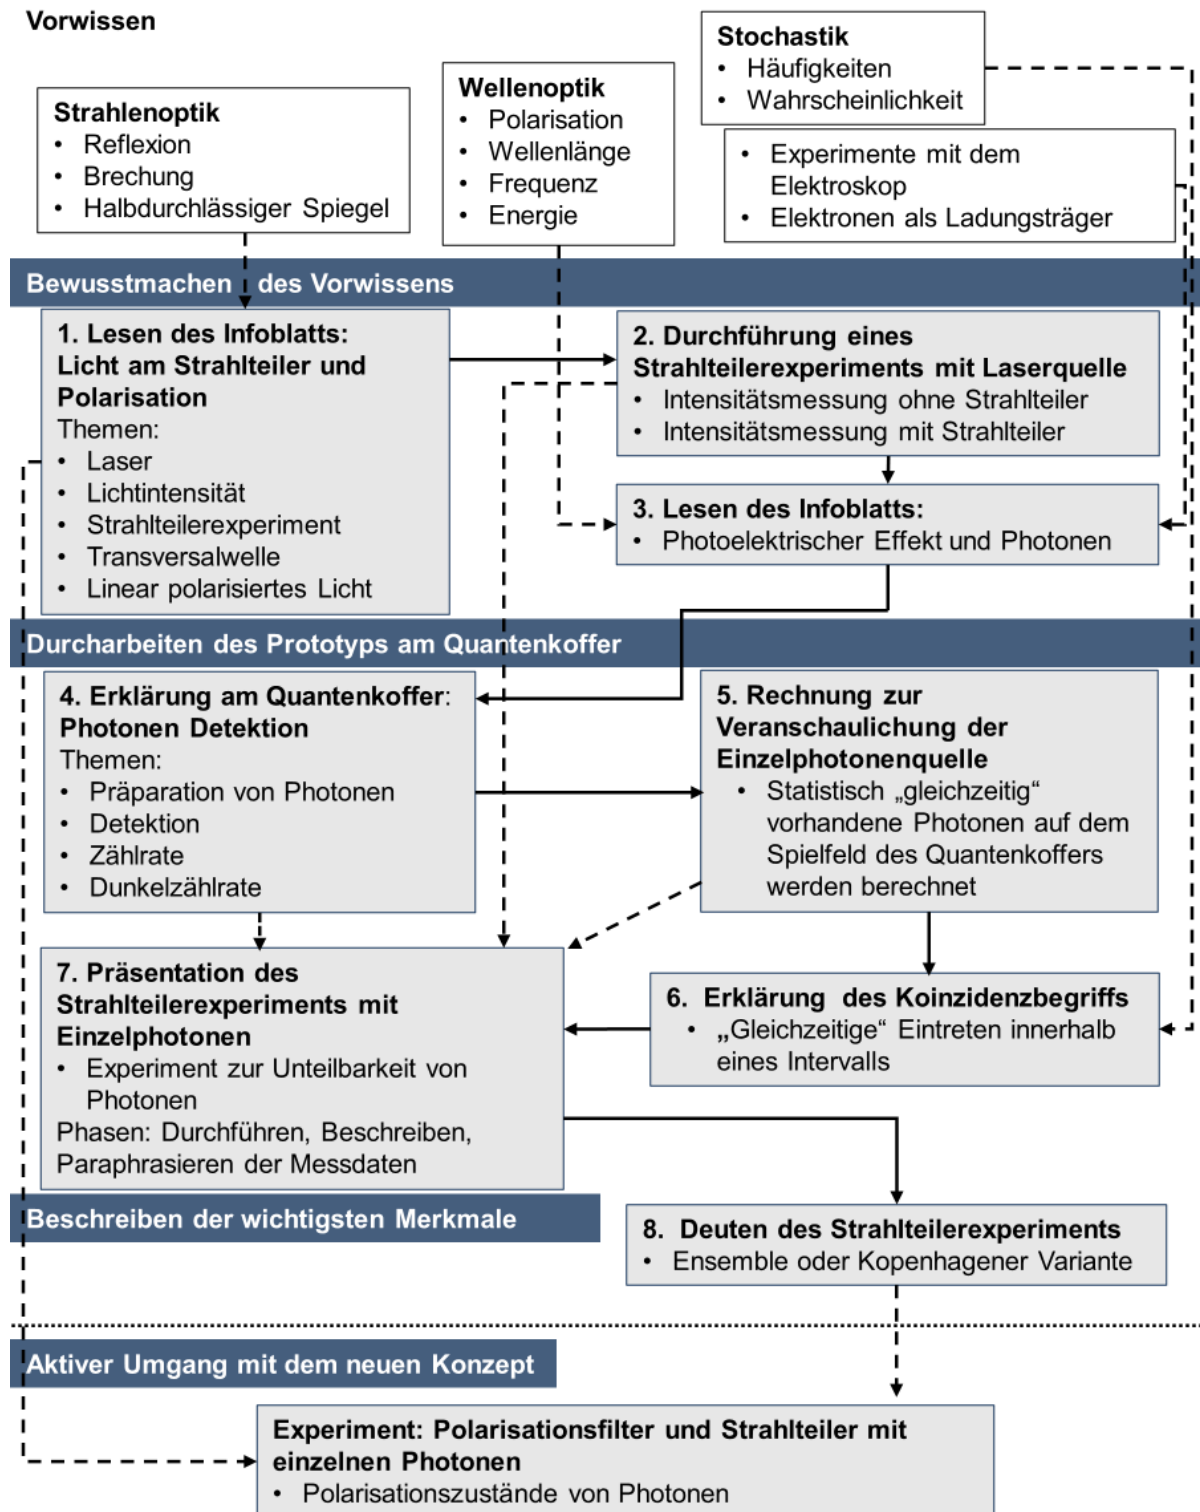 Vorwissen
Stochastik
• Häufigkeiten
• Wahrscheinlichkeit
Wellenoptik
• Polarisation
• Wellenlänge
• Frequenz
• Energie
Strahlenoptik
• Reflexion
• Brechung
• Halbdurchlässiger Spiegel
• Experimente mit dem
Elektroskop
• Elektronen als Ladungsträger
Bewusstmachen des Vorwissens
1. Lesen des Infoblatts:
Licht am Strahlteiler und
Polarisation
Themen:
• Laser
• Lichtintensität
• Strahlteilerexperiment
• Transversalwelle
• Linear polarisiertes Licht
2. Durchführung eines
Strahlteilerexperiments mit Laserquelle
• Intensitätsmessung ohne Strahlteiler
• Intensitätsmessung mit Strahlteiler
3. Lesen des Infoblatts:
• Photoelektrischer Effekt und Photonen
Durcharbeiten des Prototyps am Quantenkoffer
4. Erklärung am Quantenkoffer:
Photonen Detektion
Themen:
• Präparation von Photonen
• Detektion
• Zählrate
• Dunkelzählrate
5. Rechnung zur
Veranschaulichung der
Einzelphotonenquelle
• Statistisch „gleichzeitig“
vorhandene Photonen auf dem
Spielfeld des Quantenkoffers
werden berechnet
6. Erklärung des Koinzidenzbegriffs
• „Gleichzeitige“ Eintreten innerhalb
eines Intervalls
7. Präsentation des
Strahlteilerexperiments mit
Einzelphotonen
• Experiment zur Unteilbarkeit von
Photonen
Phasen: Durchführen, Beschreiben,
Paraphrasieren der Messdaten
Beschreiben der wichtigsten Merkmale
8. Deuten des Strahlteilerexperiments
• Ensemble oder Kopenhagener Variante
Aktiver Umgang mit dem neuen Konzept
Experiment: Polarisationsfilter und Strahlteiler mit
einzelnen Photonen
• Polarisationszustände von Photonen